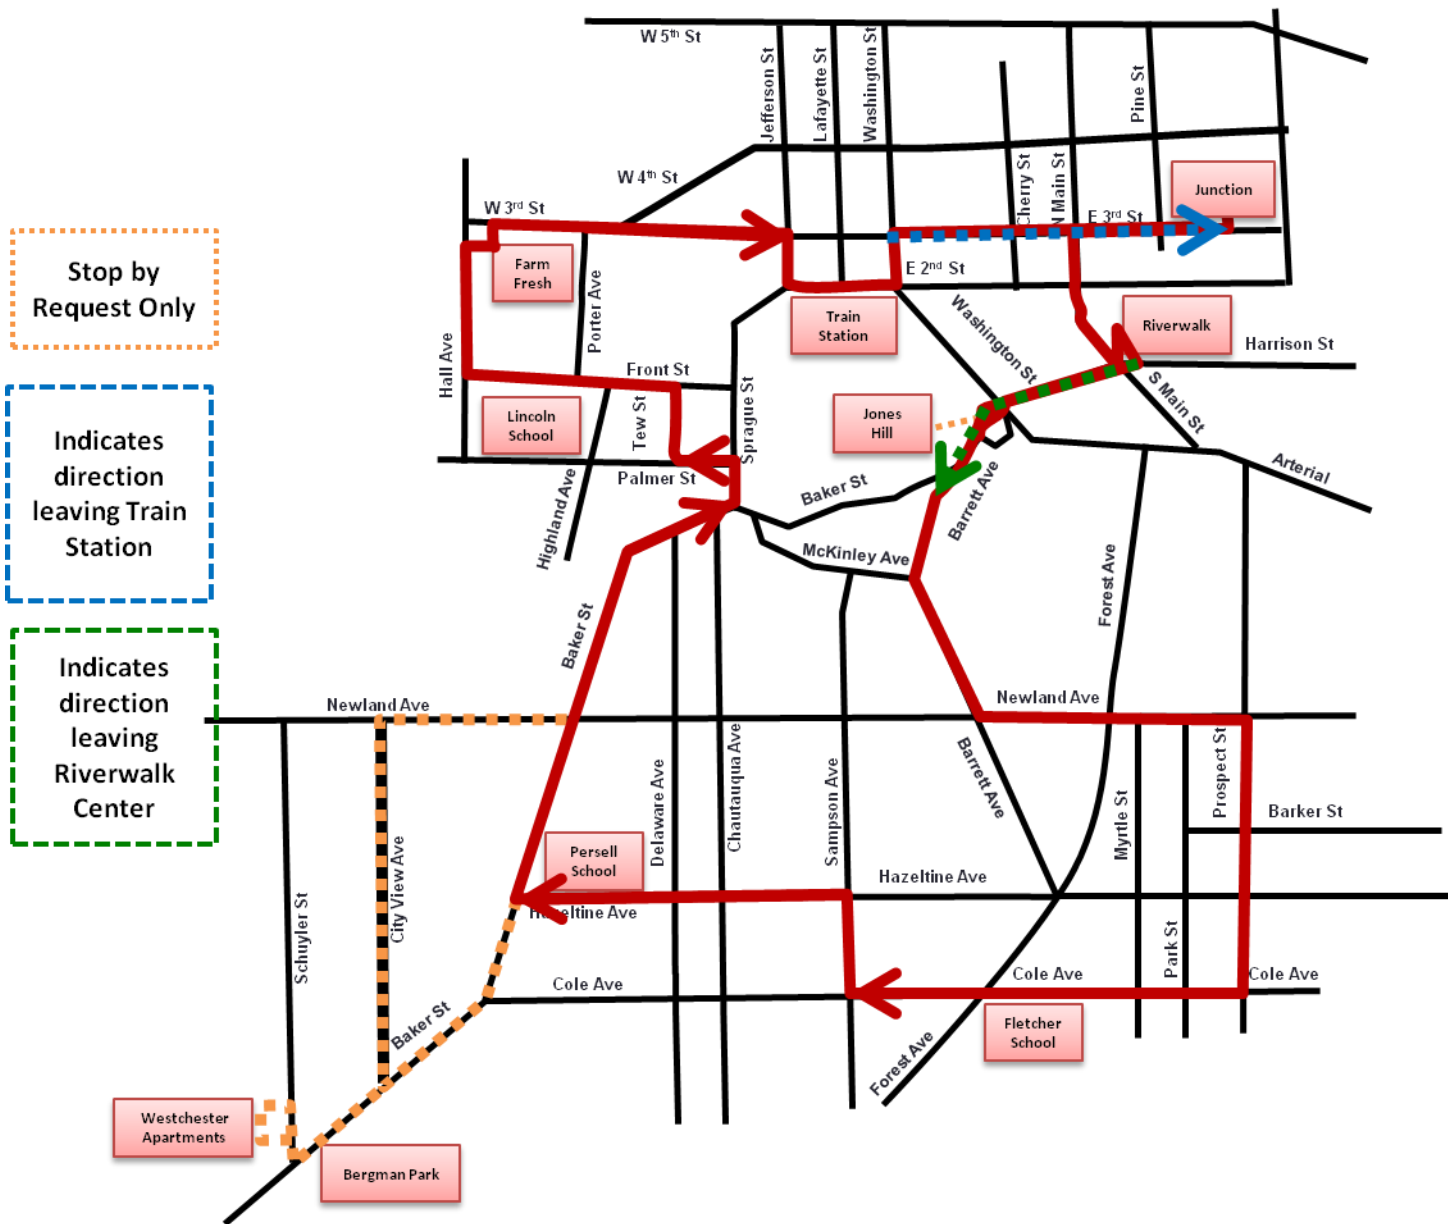 W 5th St
Jefferson St
Lafayette St
Washington St
Pine St
W 4th St
Cherry St
N Main St
Junction
W 3rd St
E 3rd St
Stop by
Request Only
Farm
Fresh
E 2nd St
Porter Ave
Train
Station
Washington St
Riverwalk
Harrison St
Hall Ave
Front St
Sprague St
S Main St
Indicates
direction
leaving Train
Station
Lincoln
School
Tew St
Jones
Hill
Palmer St
Highland Ave
Baker St
Barrett Ave
Arterial
McKinley Ave
Forest Ave
Baker St
Indicates
direction
leaving
Riverwalk
Center
Newland Ave
Newland Ave
Barrett Ave
Prospect St
Delaware Ave
Chautauqua Ave
Sampson Ave
Myrtle St
Barker St
Persell
School
Hazeltine Ave
Hazeltine Ave
City View Ave
Schuyler St
Park St
Cole Ave
Cole Ave
Cole Ave
Baker St
Fletcher
School
Forest Ave
Westchester
Apartments
Bergman Park